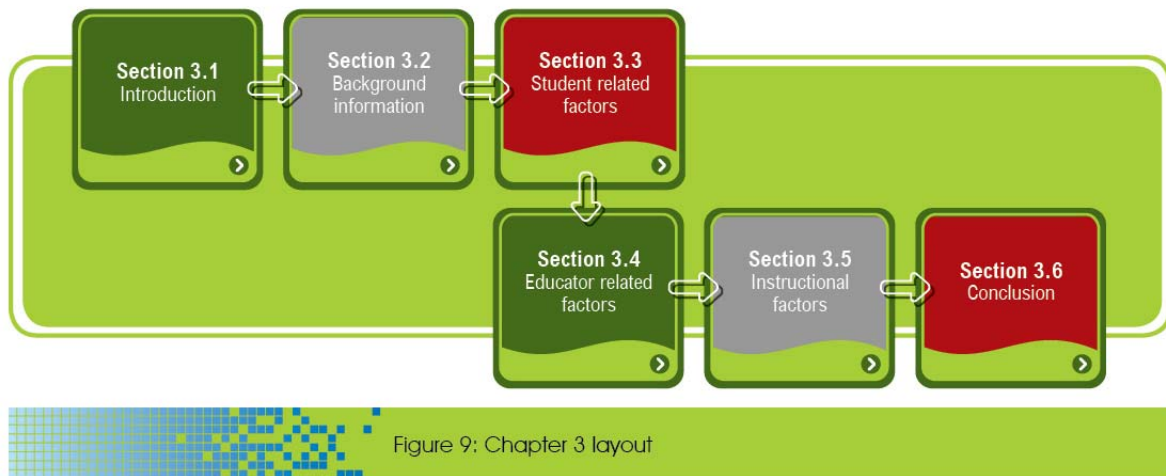 Section 3.1
Introduction
Section 3.2
Background
information
Section 3.3
Student related
factors
Section 3.4
Educator related
factors
Section 3.5
Instructional
factors
Section 3.6
Conclusion
Figure 9: Chapter 3 layout